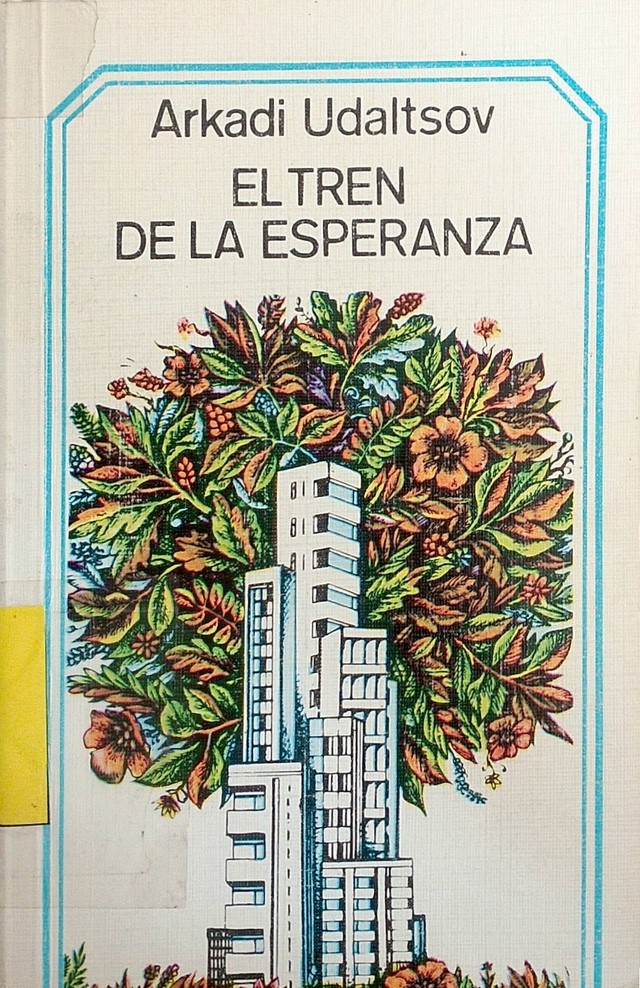 Arkadi Udaltsov
EL TREN
DE LA ESPERANZA